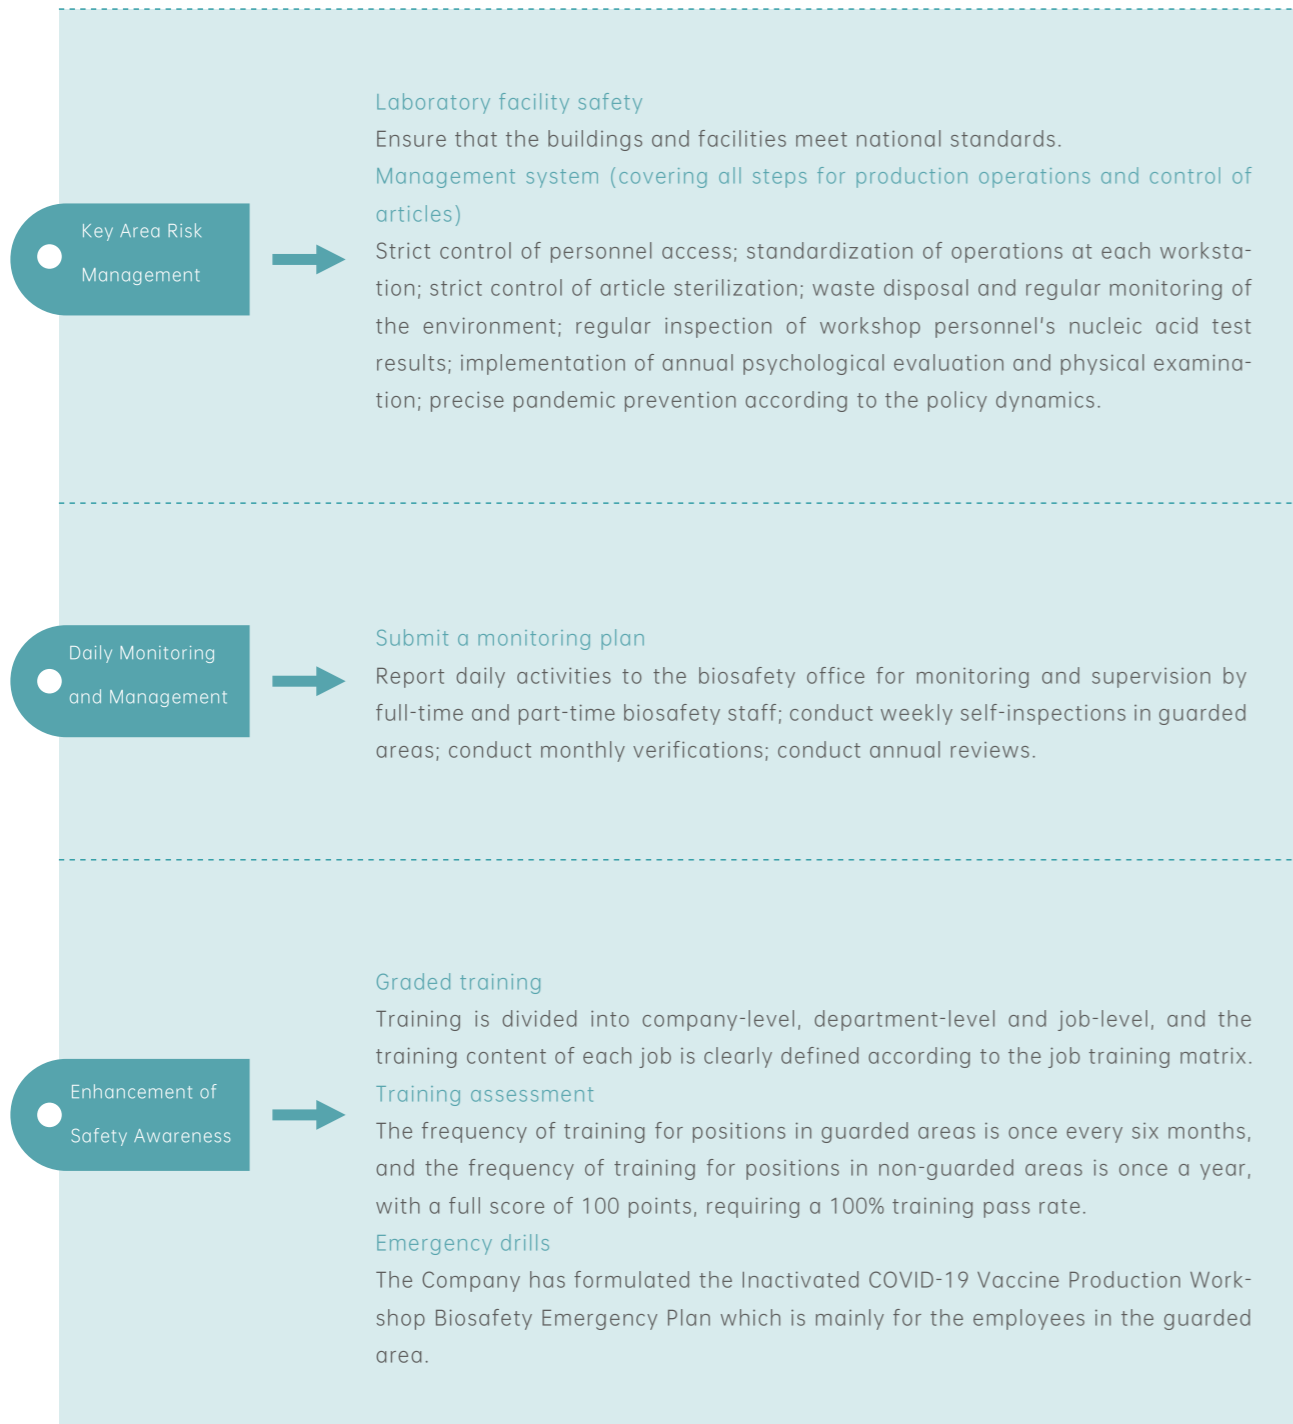 Laboratory facility safety
Ensure that the buildings and facilities meet national standards.
Management system (covering all steps for production operations and control of
articles)
Key Area Risk
Management
Strict control of personnel access; standardization of operations at each worksta-
tion; strict control of article sterilization; waste disposal and regular monitoring of
the environment; regular inspection of workshop personnel's nucleic acid test
results; implementation of annual psychological evaluation and physical examina-
tion; precise pandemic prevention according to the policy dynamics.
Daily Monitoring
and Management
Submit a monitoring plan
Report daily activities to the biosafety office for monitoring and supervision by
full-time and part-time biosafety staff; conduct weekly self-inspections in guarded
areas; conduct monthly verifications; conduct annual reviews.
Graded training
Training is divided into company-level, department-level and job-level, and the
training content of each job is clearly defined according to the job training matrix.
Enhancement of
Safety Awareness
Training assessment
The frequency of training for positions in guarded areas is once every six months,
and the frequency of training for positions in non-guarded areas is once a year,
with a full score of 100 points, requiring a 100% training pass rate.
Emergency drills
The Company has formulated the Inactivated COVID-19 Vaccine Production Work-
shop Biosafety Emergency Plan which is mainly for the employees in the guarded
area.